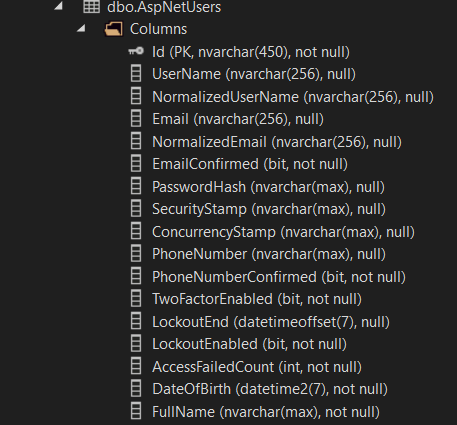 dbo.AspNetUsers
Columns
Id (PK, nvarchar(450), not null)
UserName (nvarchar(256), null)
NormalizedUserName (nvarchar(256), null)
Email (nvarchar(256), null)
NormalizedEmail (nvarchar(256), null)
EmailConfirmed (bit, not null)
PasswordHash (nvarchar(max), null)
SecurityStamp (nvarchar(max), null)
ConcurrencyStamp (nvarchar(max), null)
PhoneNumber (nvarchar(max), null)
PhoneNumberConfirmed (bit, not null)
TwoFactorEnabled (bit, not null)
LockoutEnd (datetimeoffset(7), null)
LockoutEnabled (bit, not null)
AccessFailedCount (int, not null)
DateOfBirth (datetime2(7), not null)
FullName (nvarchar(max), not null)